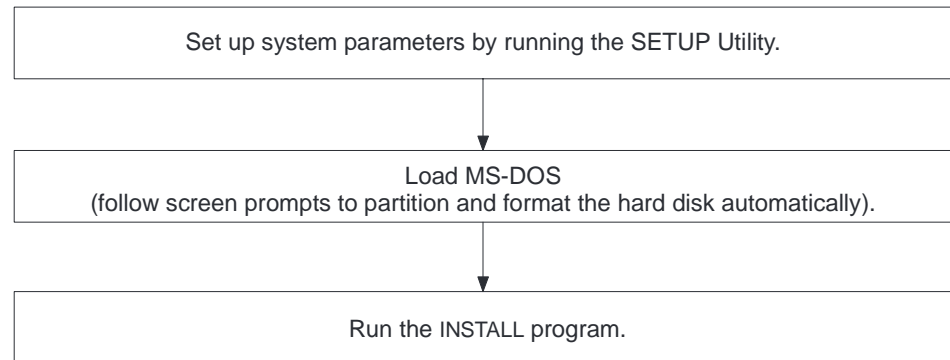 Set up system parameters by running the SETUP Utility.
Load MS-DOS
(follow screen prompts to partition and format the hard disk automatically).
Run the INSTALL program.